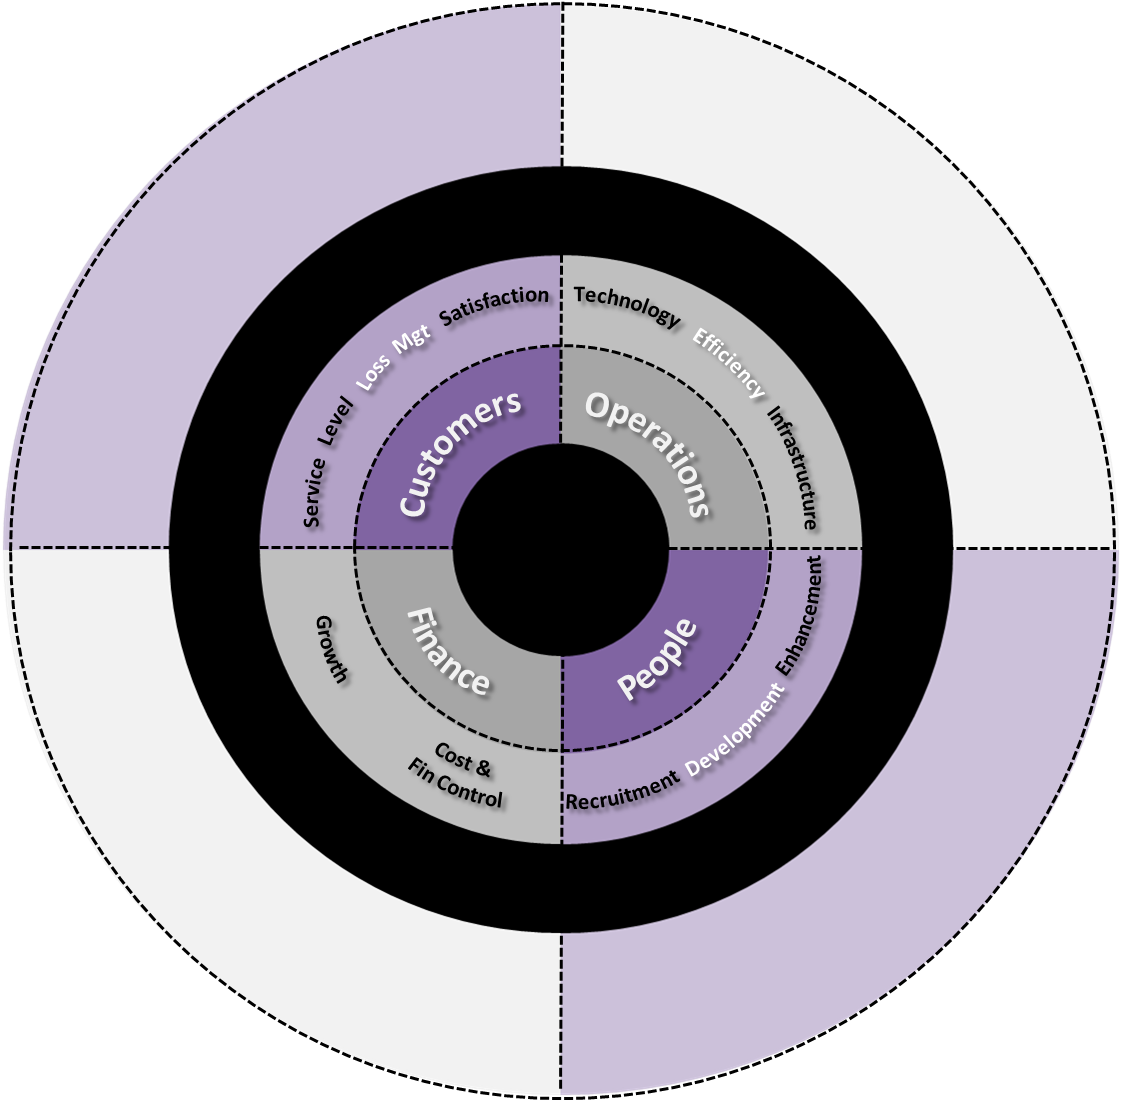 Satisfaction
Loss Mgt
Service Level
Customers
Technology
Efficiency
Infrastructure
Operations
Enhancement
Development
Recruitment
People
Finance
Growth
Cost &
Fin Control